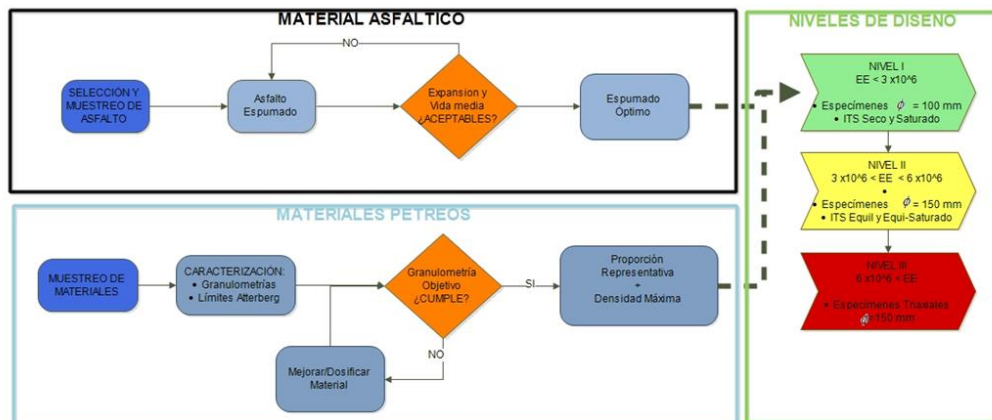 MATERIAL ASFÁLTICO
NO
SELECCIÓN Y
MUESTREO DE
ASFALTO
Asfalto
Espumado
Expansion y
Vida media
¿ACEPTABLES?
Espumado
Óptimo
MATERIALES PETREOS
MUESTREO DE
MATERIALES
CARACTERIZACIÓN:
• Granulometrías
• Límites Atterberg
Granulometría
Objetivo
¿CUMPLE?
SI
Proporción
Representativa
+
Densidad Máxima
NO
Mejorar/Dosificar
Material
NIVELES DE DISEÑO
NIVEL I
EE < 3 x10^6
• Especímenes ϕ = 100 mm
• ITS Seco y Saturado
NIVEL II
3 x10^6 < EE < 6 x10^6
•
• Especímenes ϕ = 150 mm
• ITS Equil y Equi-Saturado
NIVEL III
6 x10^6 < EE
• Especímenes Triaxiales
ϕ =150 mm